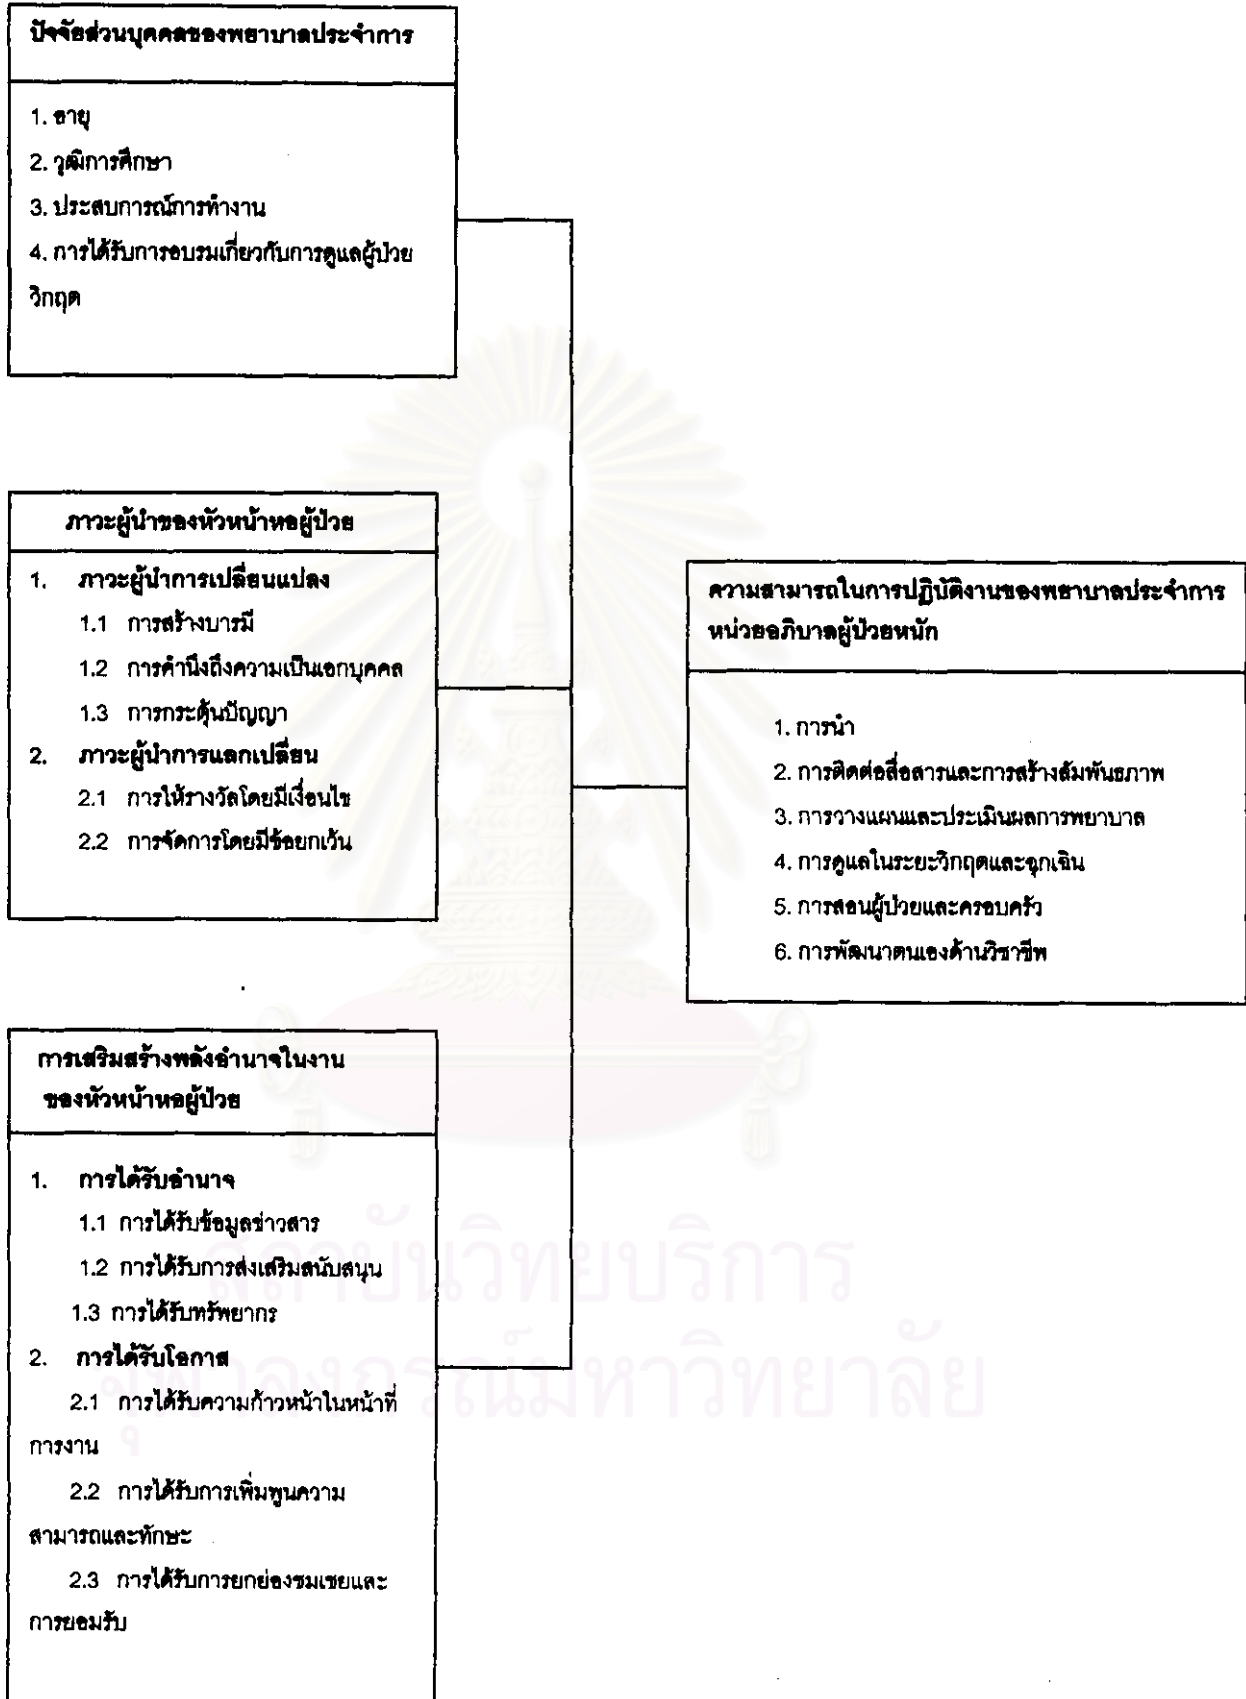 ปัจจัยส่วนบุคคลของพยาบาลประจำการ
1. อายุ
2. วุฒิการศึกษา
3. ประสบการณ์การทำงาน
4. การได้รับการอบรมเกี่ยวกับการดูแลผู้ป่วย
วิกฤต
ภาวะผู้นำของหัวหน้าหอผู้ป่วย
1. ภาวะผู้นำการเปลี่ยนแปลง
1.1 การสร้างบารมี
1.2 การคำนึงถึงความเป็นเอกบุคคล
1.3 การกระตุ้นปัญญา
2. ภาวะผู้นำการแลกเปลี่ยน
2.1 การให้รางวัลโดยมีเงื่อนไข
2.2 การจัดการโดยมีข้อยกเว้น
การเสริมสร้างพลังอำนาจในงาน
ของหัวหน้าหอผู้ป่วย
1. การได้รับอำนาจ
1.1 การได้รับข้อมูลข่าวสาร
1.2 การได้รับการส่งเสริมสนับสนุน
1.3 การได้รับทรัพยากร
2. การได้รับโอกาส
2.1 การได้รับความก้าวหน้าในหน้าที่
การงาน
2.2 การได้รับการเพิ่มพูนความ
สามารถและทักษะ
2.3 การได้รับการยกย่องชมเชยและ
การยอมรับ
ความสามารถในการปฏิบัติงานของพยาบาลประจำการ
หน่วยอภิบาลผู้ป่วยหนัก
1. การนำ
2. การติดต่อสื่อสารและการสร้างสัมพันธภาพ
3. การวางแผนและประเมินผลการพยาบาล
4. การดูแลในระยะวิกฤตและฉุกเฉิน
5. การสอนผู้ป่วยและครอบครัว
6. การพัฒนาตนเองด้านวิชาชีพ
สถาบันวิทยบริการ
จุฬาลงกรณ์มหาวิทยาลัย